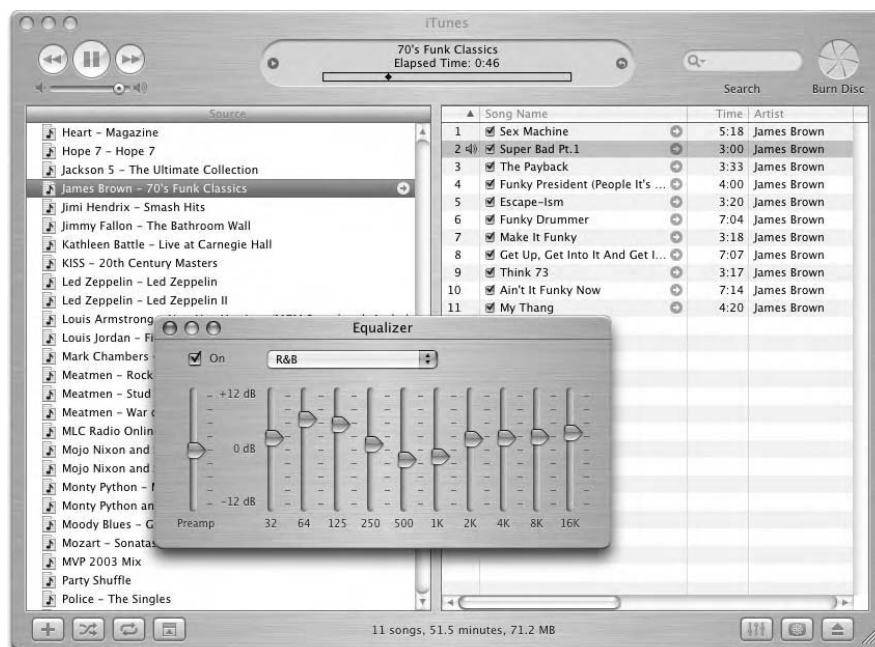 iTunes
70's Funk Classics
Elapsed Time: 0:46
Search
Burn Disc
Source
Heart – Magazine
Hope 7 – Hope 7
Jackson 5 – The Ultimate Collection
James Brown – 70's Funk Classics
Jimi Hendrix – Smash Hits
Jimmy Fallon – The Bathroom Wall
Kathleen Battle – Live at Carnegie Hall
KISS – 20th Century Masters
Led Zeppelin – Led Zeppelin
Led Zeppelin – Led Zeppelin II
Louis Armstrong
Louis Jordan –
Mark Chambers
Meatmen – Rock
Meatmen – Stud
Meatmen – War
MLC Radio Onlin
Mojo Nixon and
Mojo Nixon and
Monty Python –
Monty Python an
Moody Blues – G
Mozart – Sonatas
MVP 2003 Mix
Party Shuffle
Police – The Singles
Song Name Time Artist
1 Sex Machine 5:18 James Brown
2 Super Bad Pt.1 3:00 James Brown
3 The Payback 3:33 James Brown
4 Funky President (People It's ... 4:00 James Brown
5 Escape-Ism 3:20 James Brown
6 Funky Drummer 7:04 James Brown
7 Make It Funky 3:18 James Brown
8 Get Up, Get Into It And Get I... 7:07 James Brown
9 Think 73 3:17 James Brown
10 Ain't It Funky Now 7:14 James Brown
11 My Thang 4:20 James Brown
Equalizer
On
R&B
+12 dB
0 dB
-12 dB
Preamp 32 64 125 250 500 1K 2K 4K 8K 16K
11 songs, 51.5 minutes, 71.2 MB